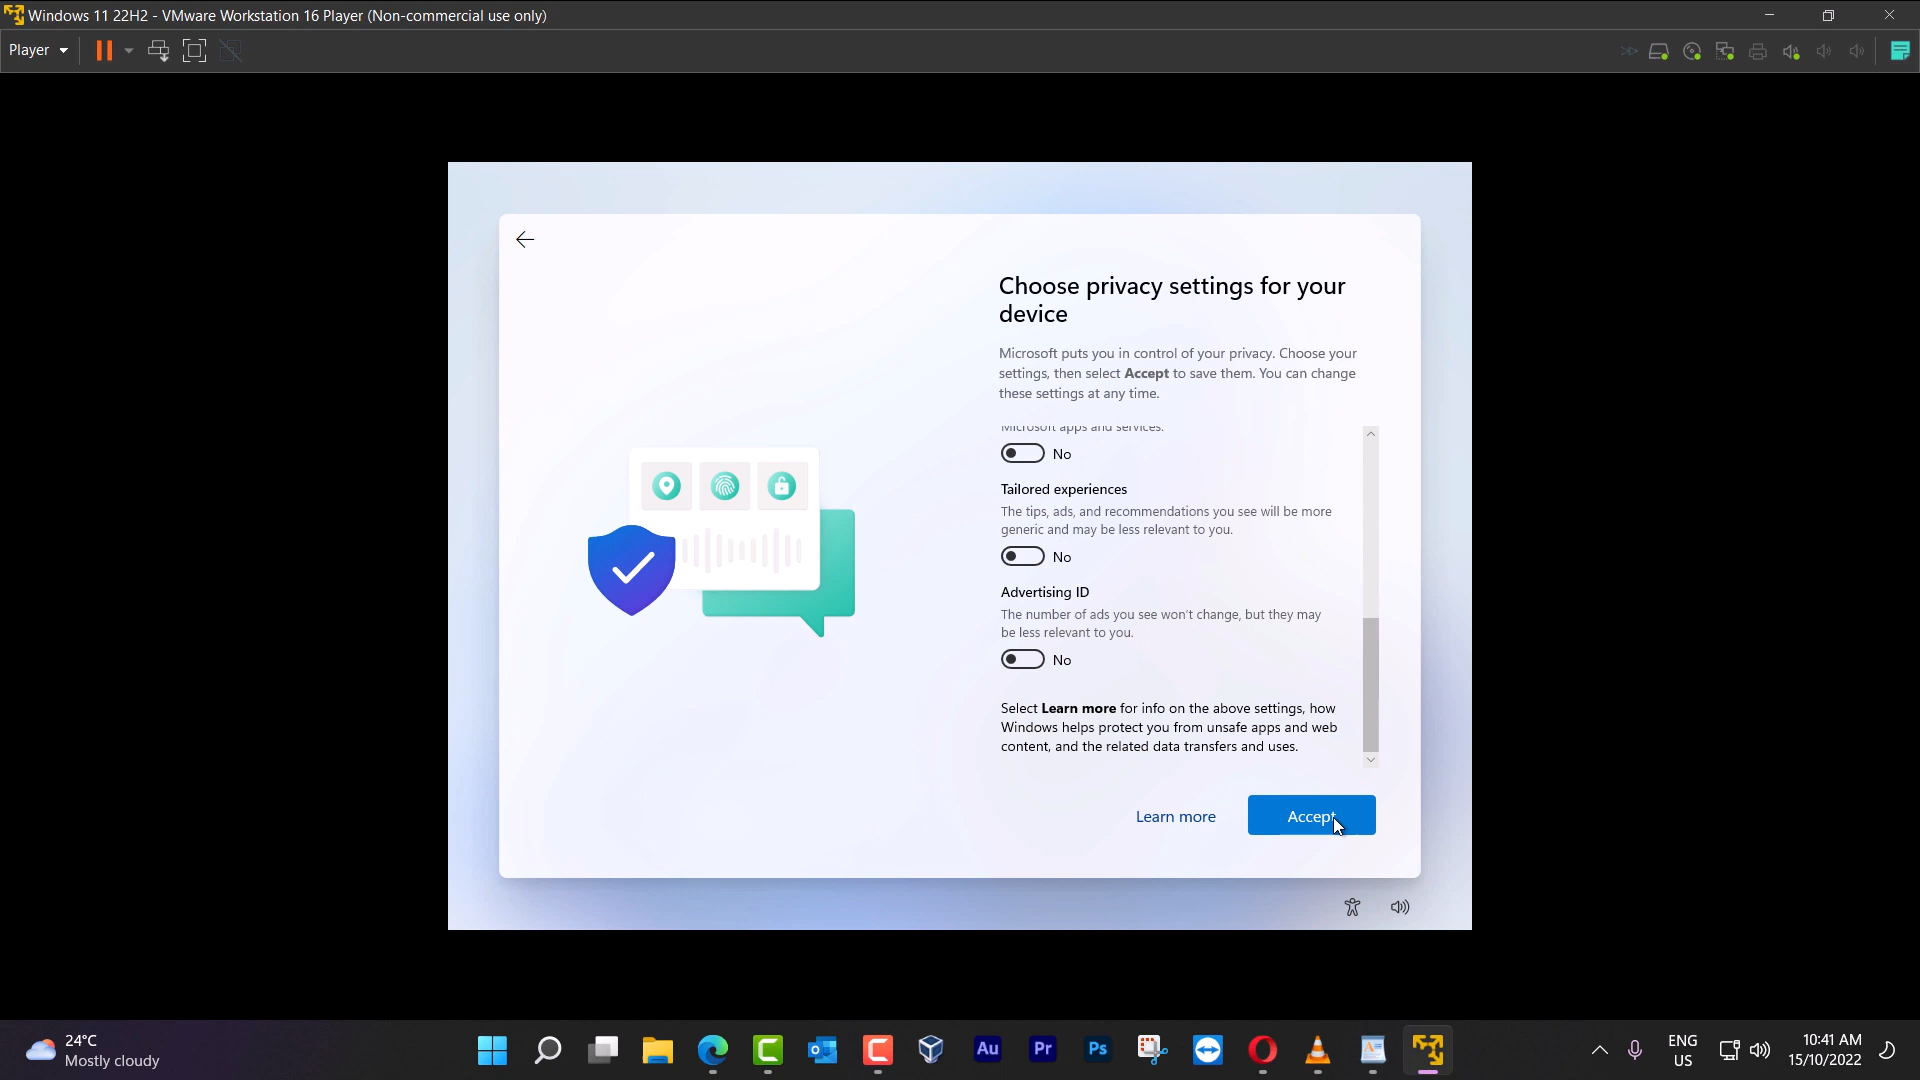 Windows 11 22H2 - VMware Workstation 16 Player (Non-commercial use only)
Player
Choose privacy settings for your
device
Microsoft puts you in control of your privacy. Choose your
settings, then select Accept to save them. You can change
these settings at any time.
Microsoft apps and services.
No
Tailored experiences
The tips, ads, and recommendations you see will be more
generic and may be less relevant to you.
No
Advertising ID
The number of ads you see won't change, but they may
be less relevant to you.
No
Select Learn more for info on the above settings, how
Windows helps protect you from unsafe apps and web
content, and the related data transfers and uses.
Learn more
Accept
24°C
Mostly cloudy
Au
Pr
Ps
ENG
US
10:41 AM
15/10/2022